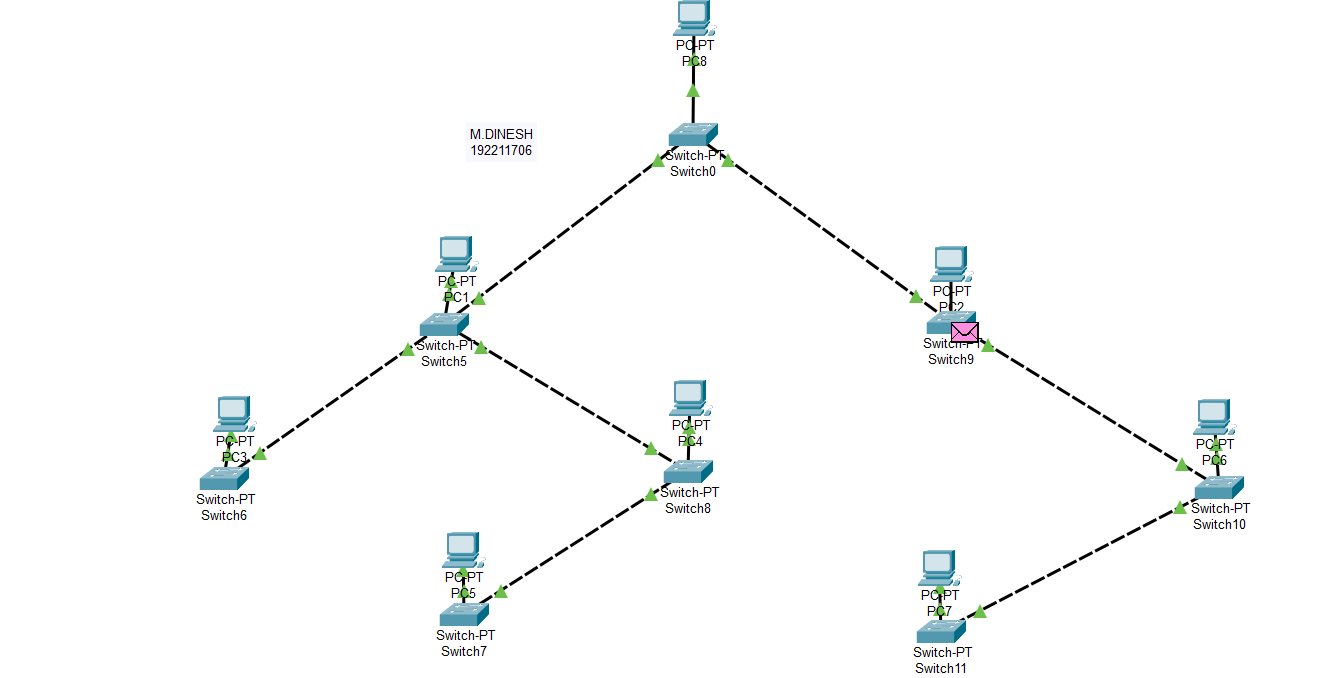 PC-PT
PC8
M.DINESH
192211706
Switch-PT
Switch0
PC-PT
PC1
Switch-PT
Switch5
PC-PT
PC2
Switch-PT
Switch9
PC-PT
PC3
Switch-PT
Switch6
PC-PT
PC4
Switch-PT
Switch8
PC-PT
PC6
Switch-PT
Switch10
PC-PT
PC5
Switch-PT
Switch7
PC-PT
PC7
Switch-PT
Switch11